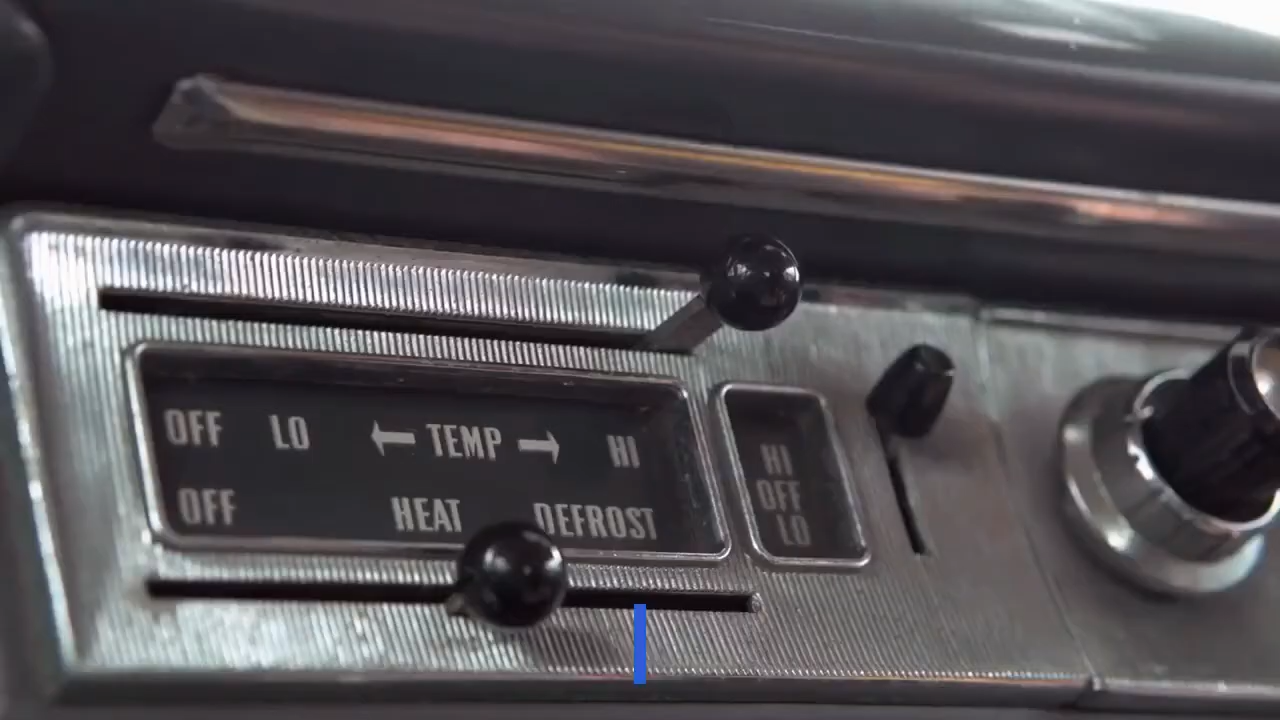 OFF LO ← TEMP → HI
OFF HEAT DEFROST
HI
OFF
LO